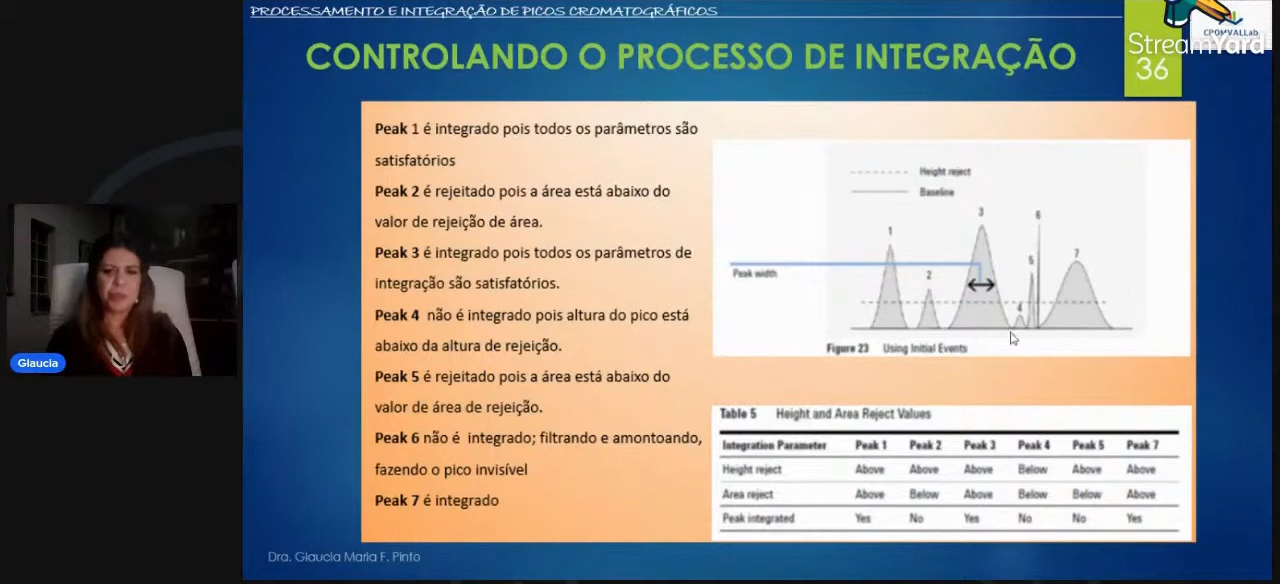 PROCESSAMENTO E INTEGRAÇÃO DE PICOS CROMATOGRÁFICOS
CPQMVALLab
StreamYard
36
CONTROLANDO O PROCESSO DE INTEGRAÇÃO
Peak 1 é integrado pois todos os parâmetros são
satisfatórios
Peak 2 é rejeitado pois a área está abaixo do
valor de rejeição de área.
Peak 3 é integrado pois todos os parâmetros de
integração são satisfatórios.
Peak 4 não é integrado pois altura do pico está
abaixo da altura de rejeição.
Peak 5 é rejeitado pois a área está abaixo do
valor de área de rejeição.
Peak 6 não é integrado; filtrando e amontoando,
fazendo o pico invisível
Peak 7 é integrado
Height reject
Baseline
1 2 3 4 5 6 7
Peak width
Figure 23 Using Initial Events
Table 5 Height and Area Reject Values
Integration Parameter Peak 1 Peak 2 Peak 3 Peak 4 Peak 5 Peak 7
Height reject Above Above Above Below Above Above
Area reject Above Below Above Below Below Above
Peak integrated Yes No Yes No No Yes
Glaucia
Dra. Glaucia Maria F. Pinto